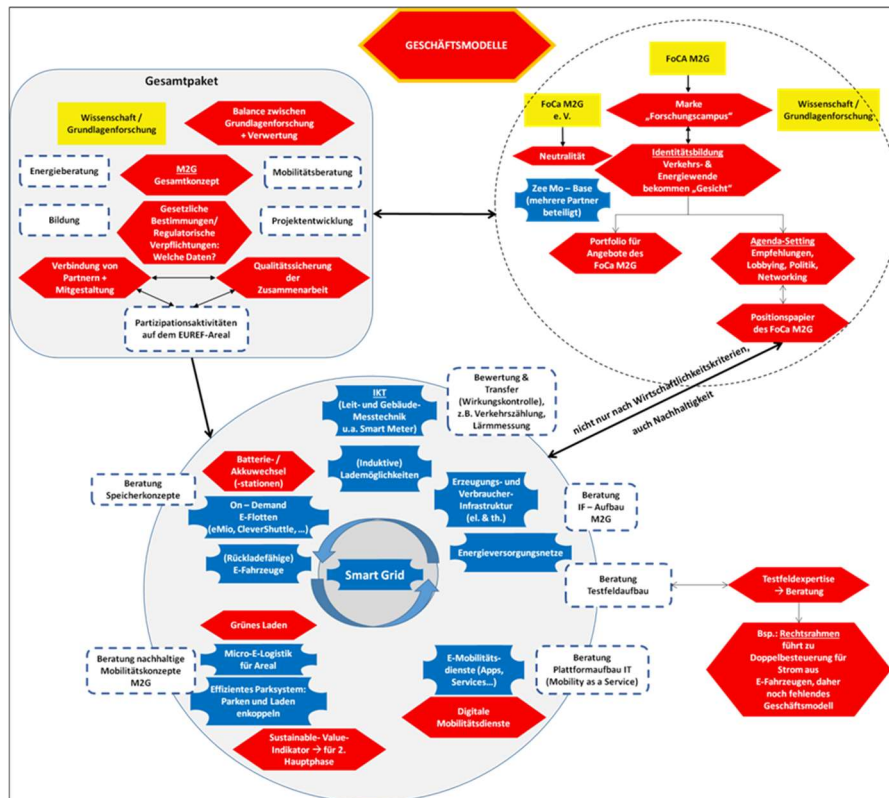 GESCHÄFTSMODELLE
Gesamtpaket
Wissenschaft /
Grundlagenforschung
Balance zwischen
Grundlagenforschung
+ Verwertung
Energieberatung
M2G
Gesamtkonzept
Mobilitätsberatung
Bildung
Gesetzliche
Bestimmungen/
Regulatorische
Verpflichtungen:
Welche Daten?
Projektentwicklung
Verbindung von
Partnern +
Mitgestaltung
Qualitätssicherung
der
Zusammenarbeit
Partizipationsaktivitäten
auf dem EUREF-Areal
FoCA M2G
FoCa M2G
e. V.
Marke
„Forschungscampus"
Wissenschaft /
Grundlagenforschung
Neutralität
Identitätsbildung
Verkehrs- &
Energiewende
bekommen „Gesicht"
Zee Mo – Base
(mehrere Partner
beteiligt)
Portfolio für
Angebote des
FoCa M2G
Agenda-Setting
Empfehlungen,
Lobbying, Politik,
Networking
Positionspapier
des FoCa M2G
nicht nur nach Wirtschaftlichkeitskriterien,
auch Nachhaltigkeit
IKT
(Leit- und Gebäude-
Messtechnik
u.a. Smart Meter)
Bewertung &
Transfer
(Wirkungskontrolle),
z.B. Verkehrszählung,
Lärmmessung
Batterie- /
Akkuwechsel
(-stationen)
(Induktive)
Lademöglichkeiten
Beratung
Speicherkonzepte
Erzeugungs- und
Verbraucher-
Infrastruktur
(el. & th.)
On – Demand
E-Flotten
(eMio, CleverShuttle, …)
Beratung
IF – Aufbau
M2G
(Rückladefähige)
E-Fahrzeuge
Smart Grid
Energieversorgungsnetze
Beratung
Testfeldaufbau
Testfeldexpertise
→ Beratung
Bsp.: Rechtsrahmen
führt zu
Doppelbesteuerung für
Strom aus
E-Fahrzeugen, daher
noch fehlendes
Geschäftsmodell
Grünes Laden
Beratung nachhaltige
Mobilitätskonzepte
M2G
Micro-E-Logistik
für Areal
Effizientes Parksystem:
Parken und Laden
enkoppeln
E-Mobilitäts-
dienste (Apps,
Services…)
Beratung
Plattformaufbau IT
(Mobility as a Service)
Digitale
Mobilitätsdienste
Sustainable- Value-
Indikator → für 2.
Hauptphase